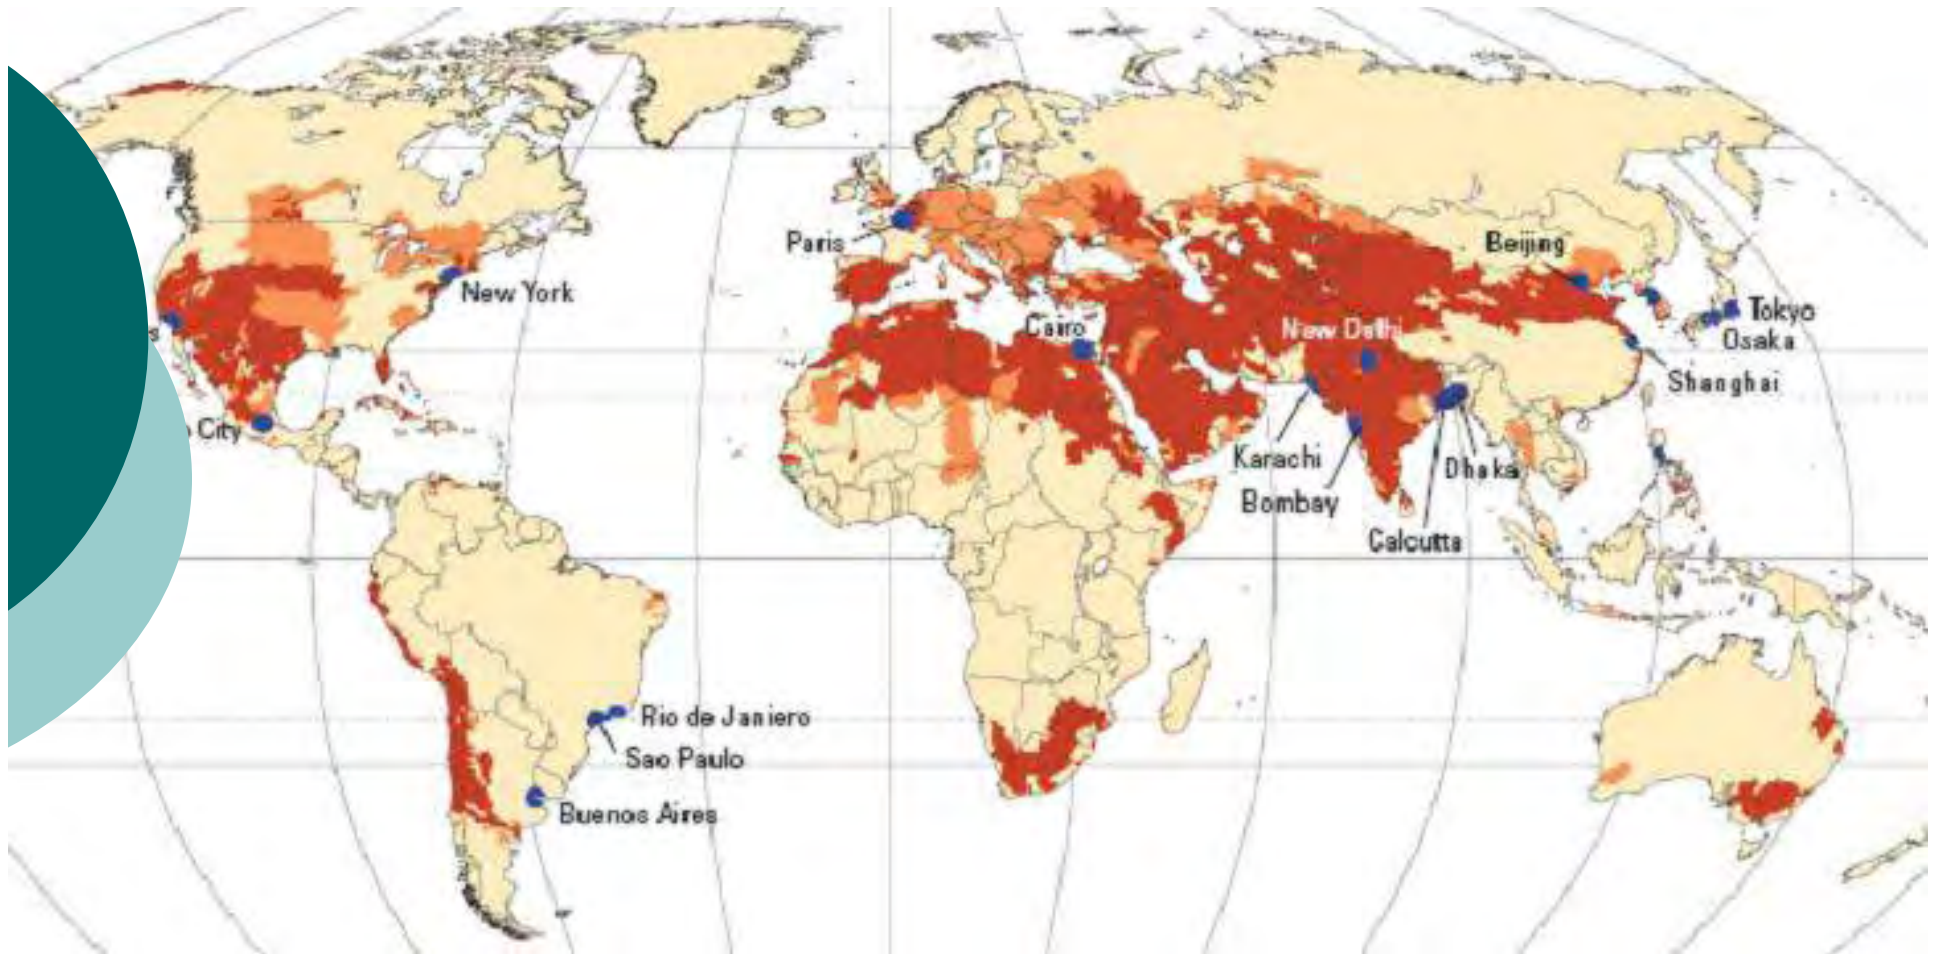 Paris
Beijing
New York
Cairo
New Delhi
Tokyo
Osaka
s
Shanghai
City
Karachi
Dhaka
Bombay
Calcutta
Rio de Janiero
Sao Paulo
Buenos Aires